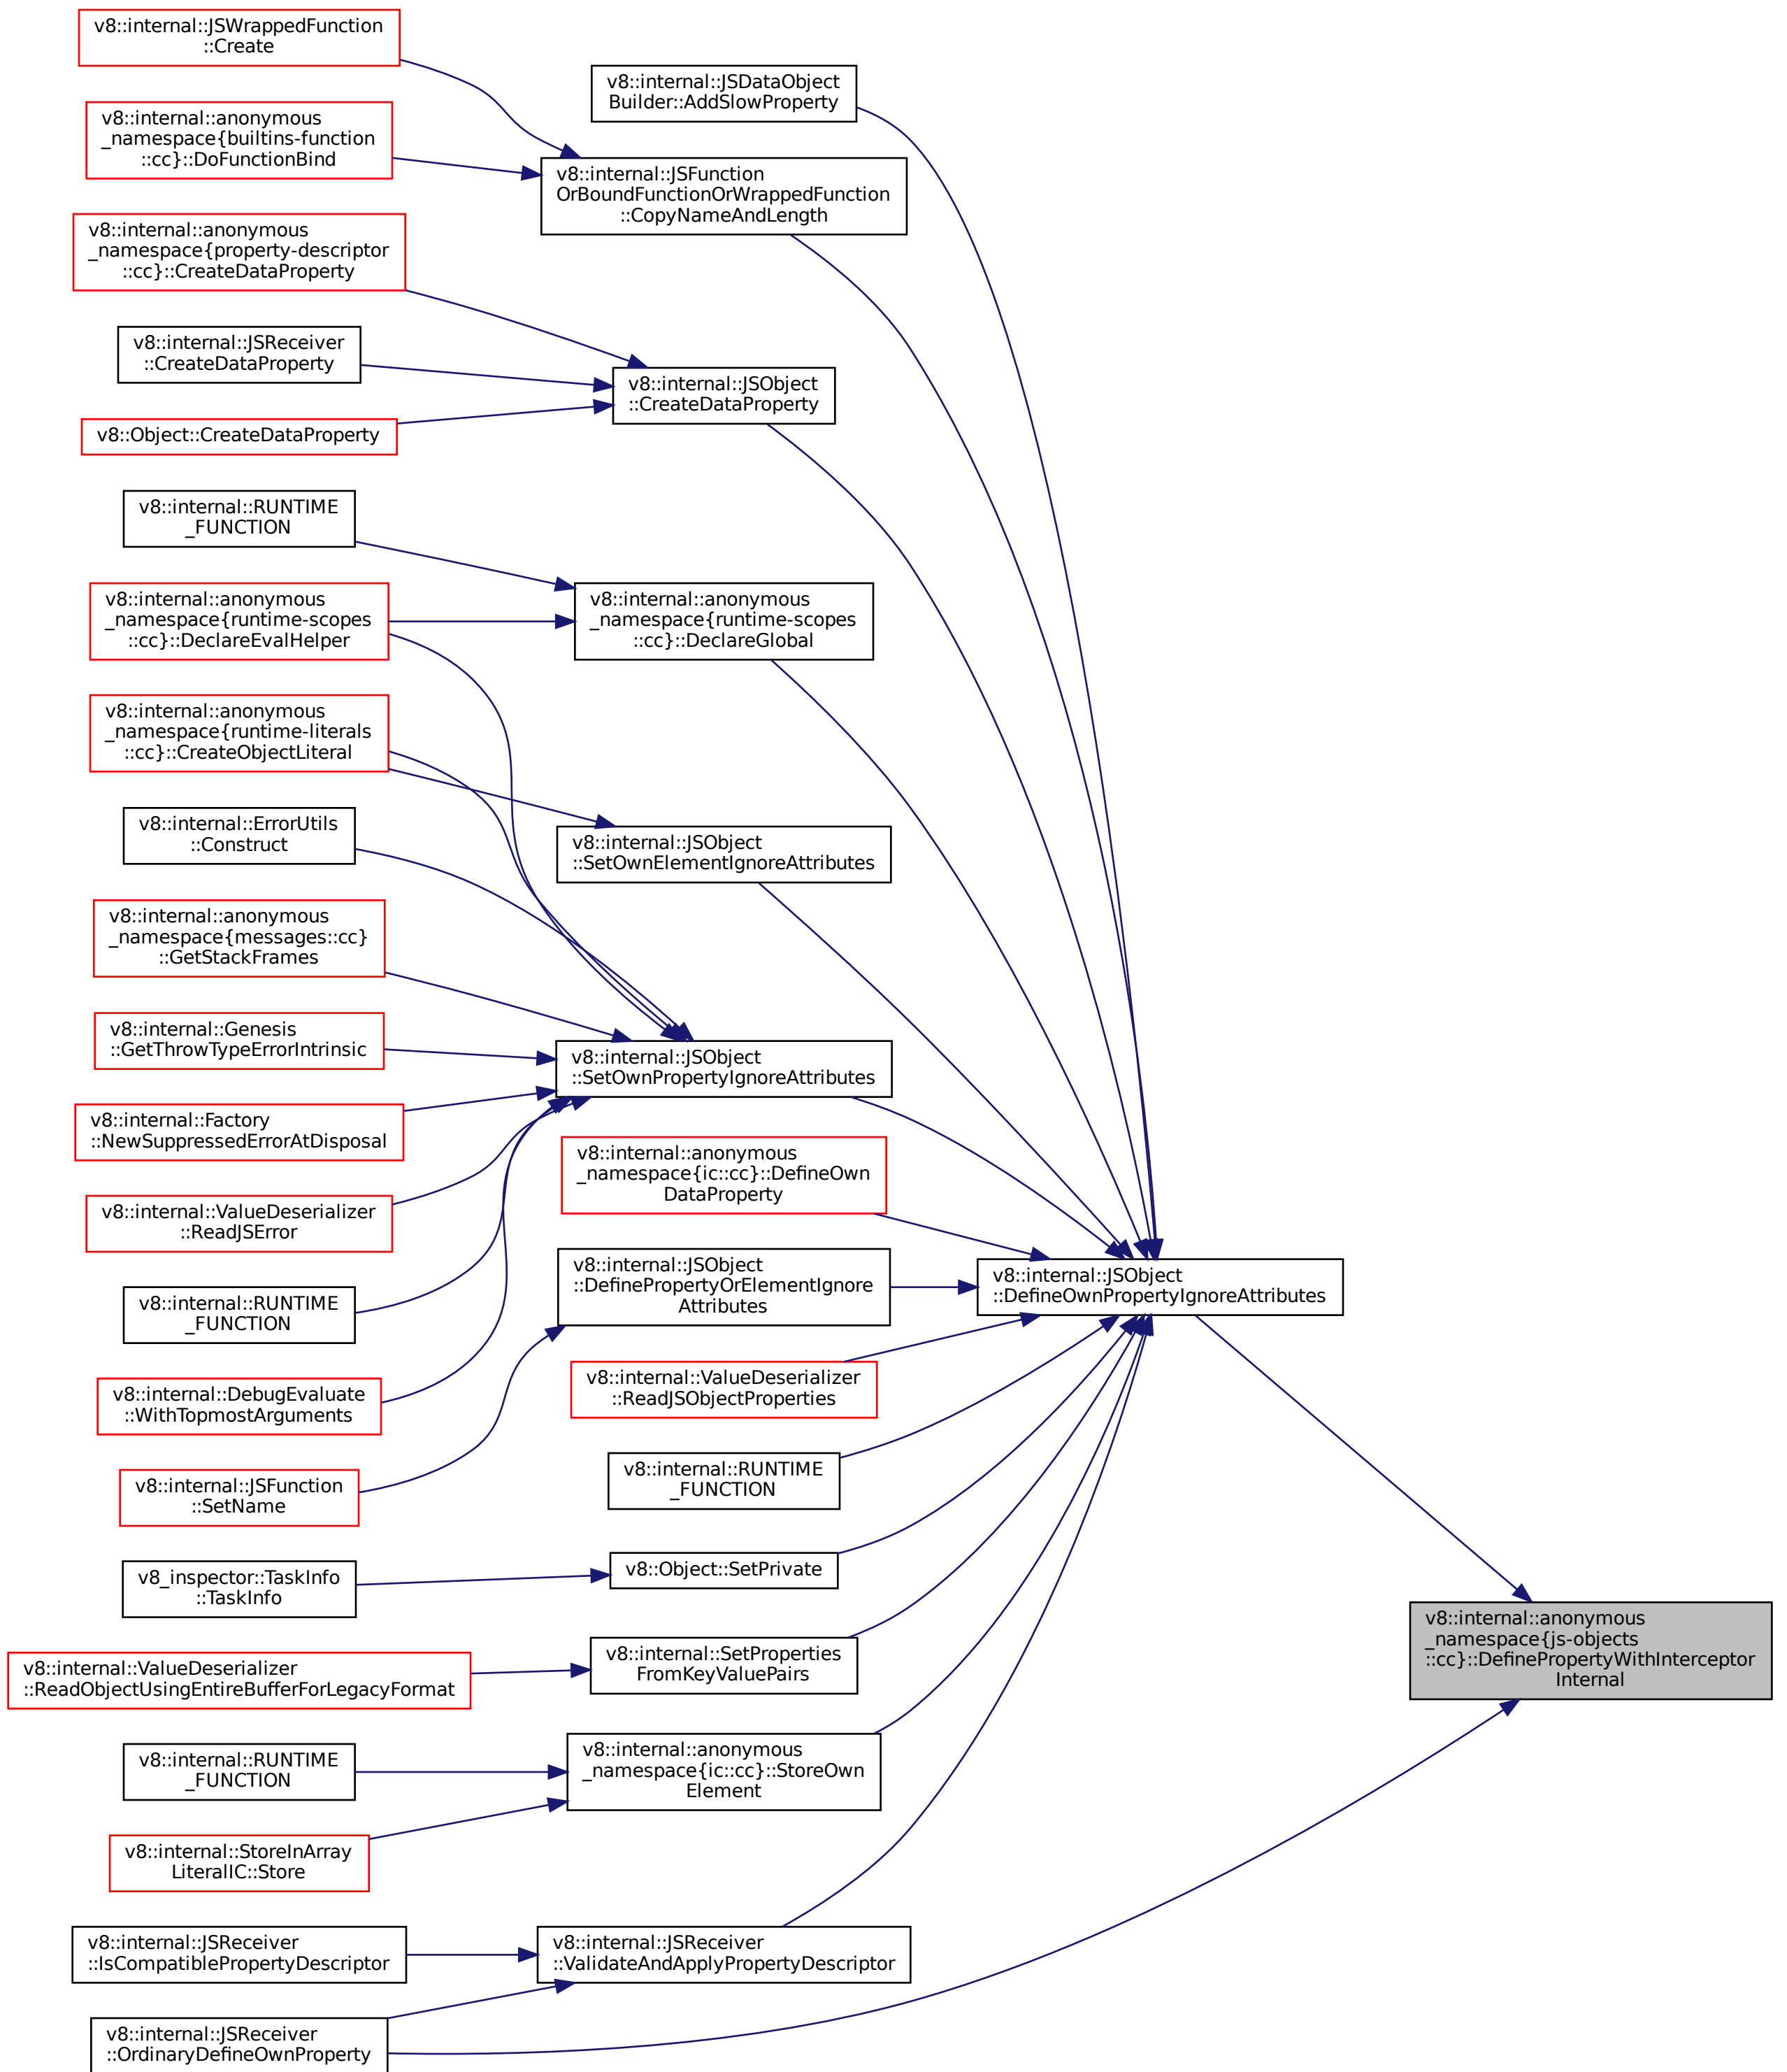 v8::internal::JSWrappedFunction
::Create
v8::internal::anonymous
_namespace{builtins-function
::cc}::DoFunctionBind
v8::internal::anonymous
_namespace{property-descriptor
::cc}::CreateDataProperty
v8::internal::JSReceiver
::CreateDataProperty
v8::Object::CreateDataProperty
v8::internal::RUNTIME
_FUNCTION
v8::internal::anonymous
_namespace{runtime-scopes
::cc}::DeclareEvalHelper
v8::internal::anonymous
_namespace{runtime-literals
::cc}::CreateObjectLiteral
v8::internal::ErrorUtils
::Construct
v8::internal::anonymous
_namespace{messages::cc}
::GetStackFrames
v8::internal::Genesis
::GetThrowTypeErrorIntrinsic
v8::internal::Factory
::NewSuppressedErrorAtDisposal
v8::internal::ValueDeserializer
::ReadJSError
v8::internal::RUNTIME
_FUNCTION
v8::internal::DebugEvaluate
::WithTopmostArguments
v8::internal::JSFunction
::SetName
v8_inspector::TaskInfo
::TaskInfo
v8::internal::ValueDeserializer
::ReadObjectUsingEntireBufferForLegacyFormat
v8::internal::RUNTIME
_FUNCTION
v8::internal::StoreInArray
LiteralIC::Store
v8::internal::JSReceiver
::IsCompatiblePropertyDescriptor
v8::internal::JSReceiver
::OrdinaryDefineOwnProperty
v8::internal::JSDataObject
Builder::AddSlowProperty
v8::internal::JSFunction
OrBoundFunctionOrWrappedFunction
::CopyNameAndLength
v8::internal::JSObject
::CreateDataProperty
v8::internal::anonymous
_namespace{runtime-scopes
::cc}::DeclareGlobal
v8::internal::JSObject
::SetOwnElementIgnoreAttributes
v8::internal::JSObject
::SetOwnPropertyIgnoreAttributes
v8::internal::anonymous
_namespace{ic::cc}::DefineOwn
DataProperty
v8::internal::JSObject
::DefinePropertyOrElementIgnore
Attributes
v8::internal::ValueDeserializer
::ReadJSObjectProperties
v8::internal::RUNTIME
_FUNCTION
v8::Object::SetPrivate
v8::internal::SetProperties
FromKeyValuePairs
v8::internal::anonymous
_namespace{ic::cc}::StoreOwn
Element
v8::internal::JSReceiver
::ValidateAndApplyPropertyDescriptor
v8::internal::JSObject
::DefineOwnPropertyIgnoreAttributes
v8::internal::anonymous
_namespace{js-objects
::cc}::DefinePropertyWithInterceptor
Internal